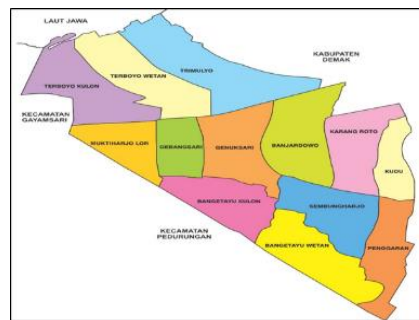 LAUT JAWA
KABUPATEN
DEMAK
TRIMULYO
TERBOYO WETAN
TERBOYO KULON
KECAMATAN
GAYAMSARI
MUKTIHARJO LOR
GEBANGSARI
GENUKSARI
BANJARDOWO
KARANG ROTO
KUDU
BANGETAYU KULON
SEMBUNGHARJO
KECAMATAN
PEDURUNGAN
BANGETAYU WETAN
PENGGARAN